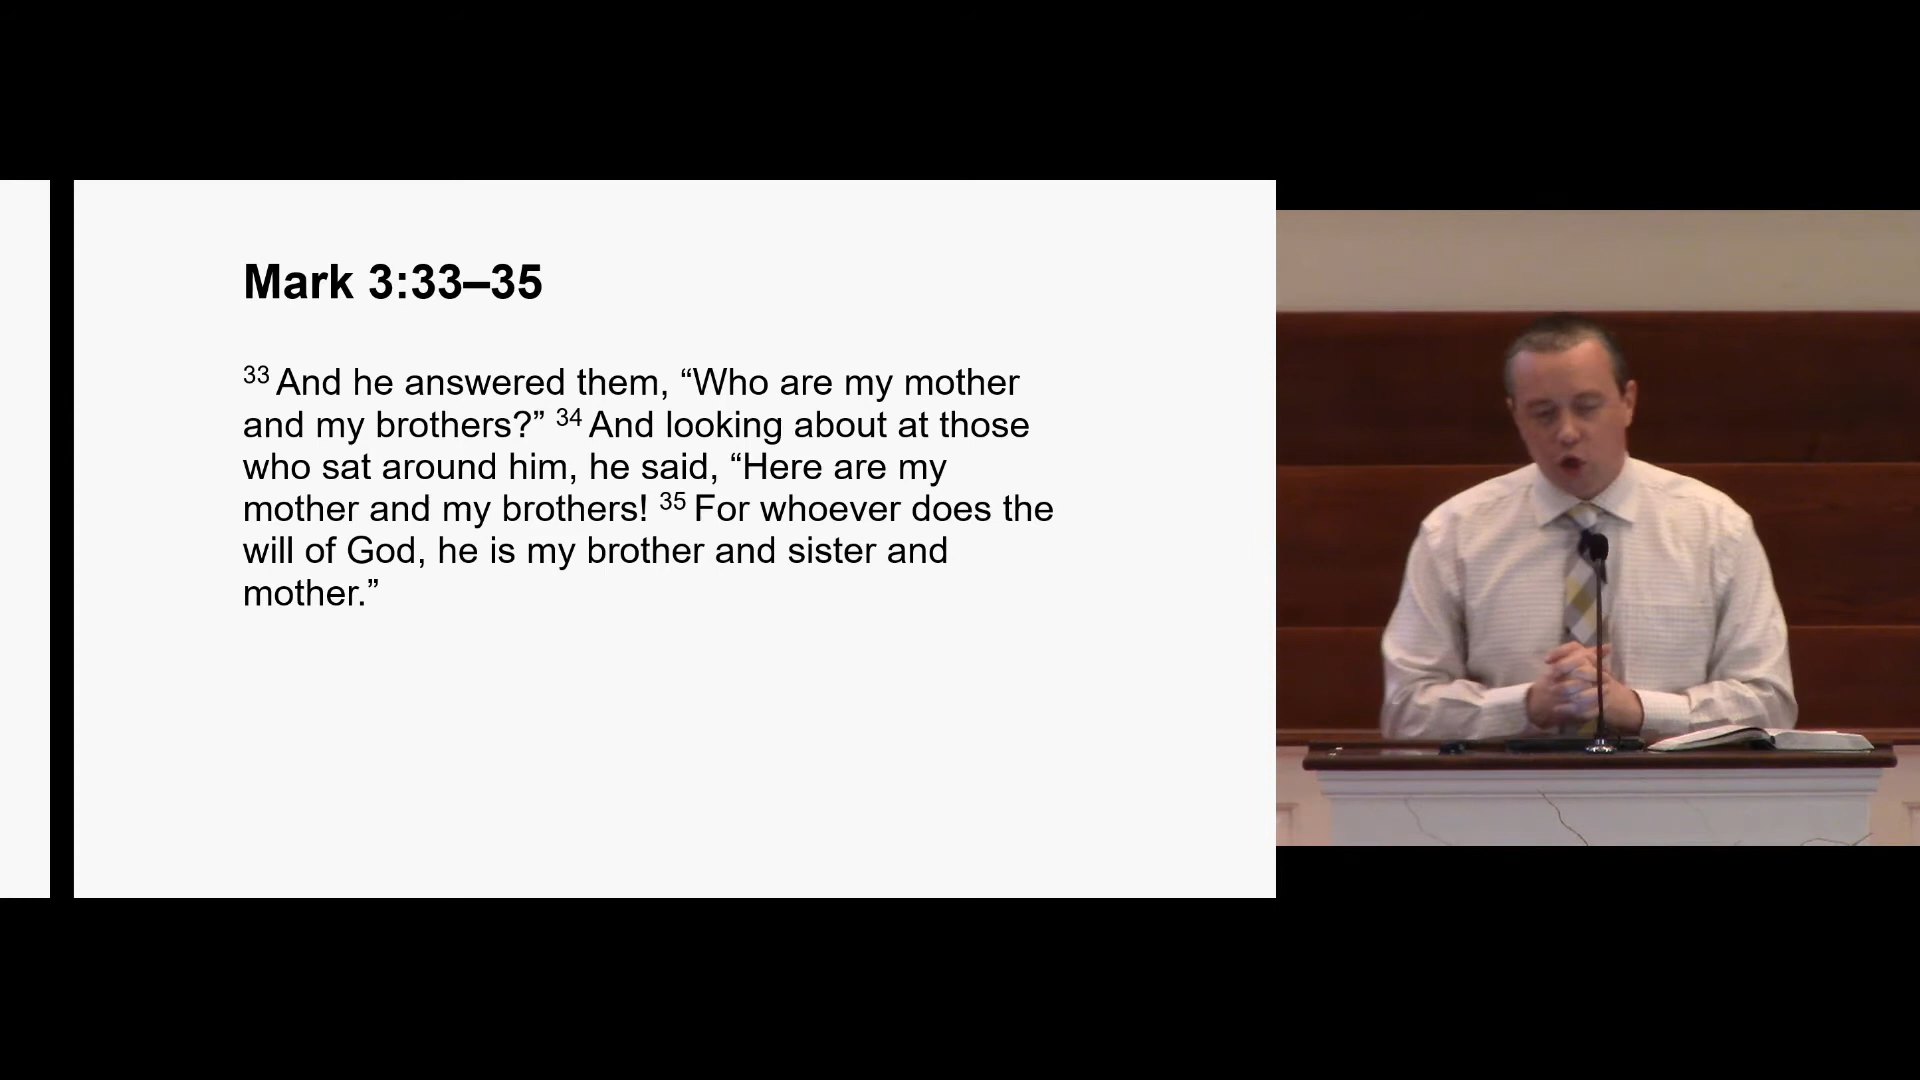 Mark 3:33–35
33 And he answered them, “Who are my mother
and my brothers?” 34 And looking about at those
who sat around him, he said, “Here are my
mother and my brothers! 35 For whoever does the
will of God, he is my brother and sister and
mother.”